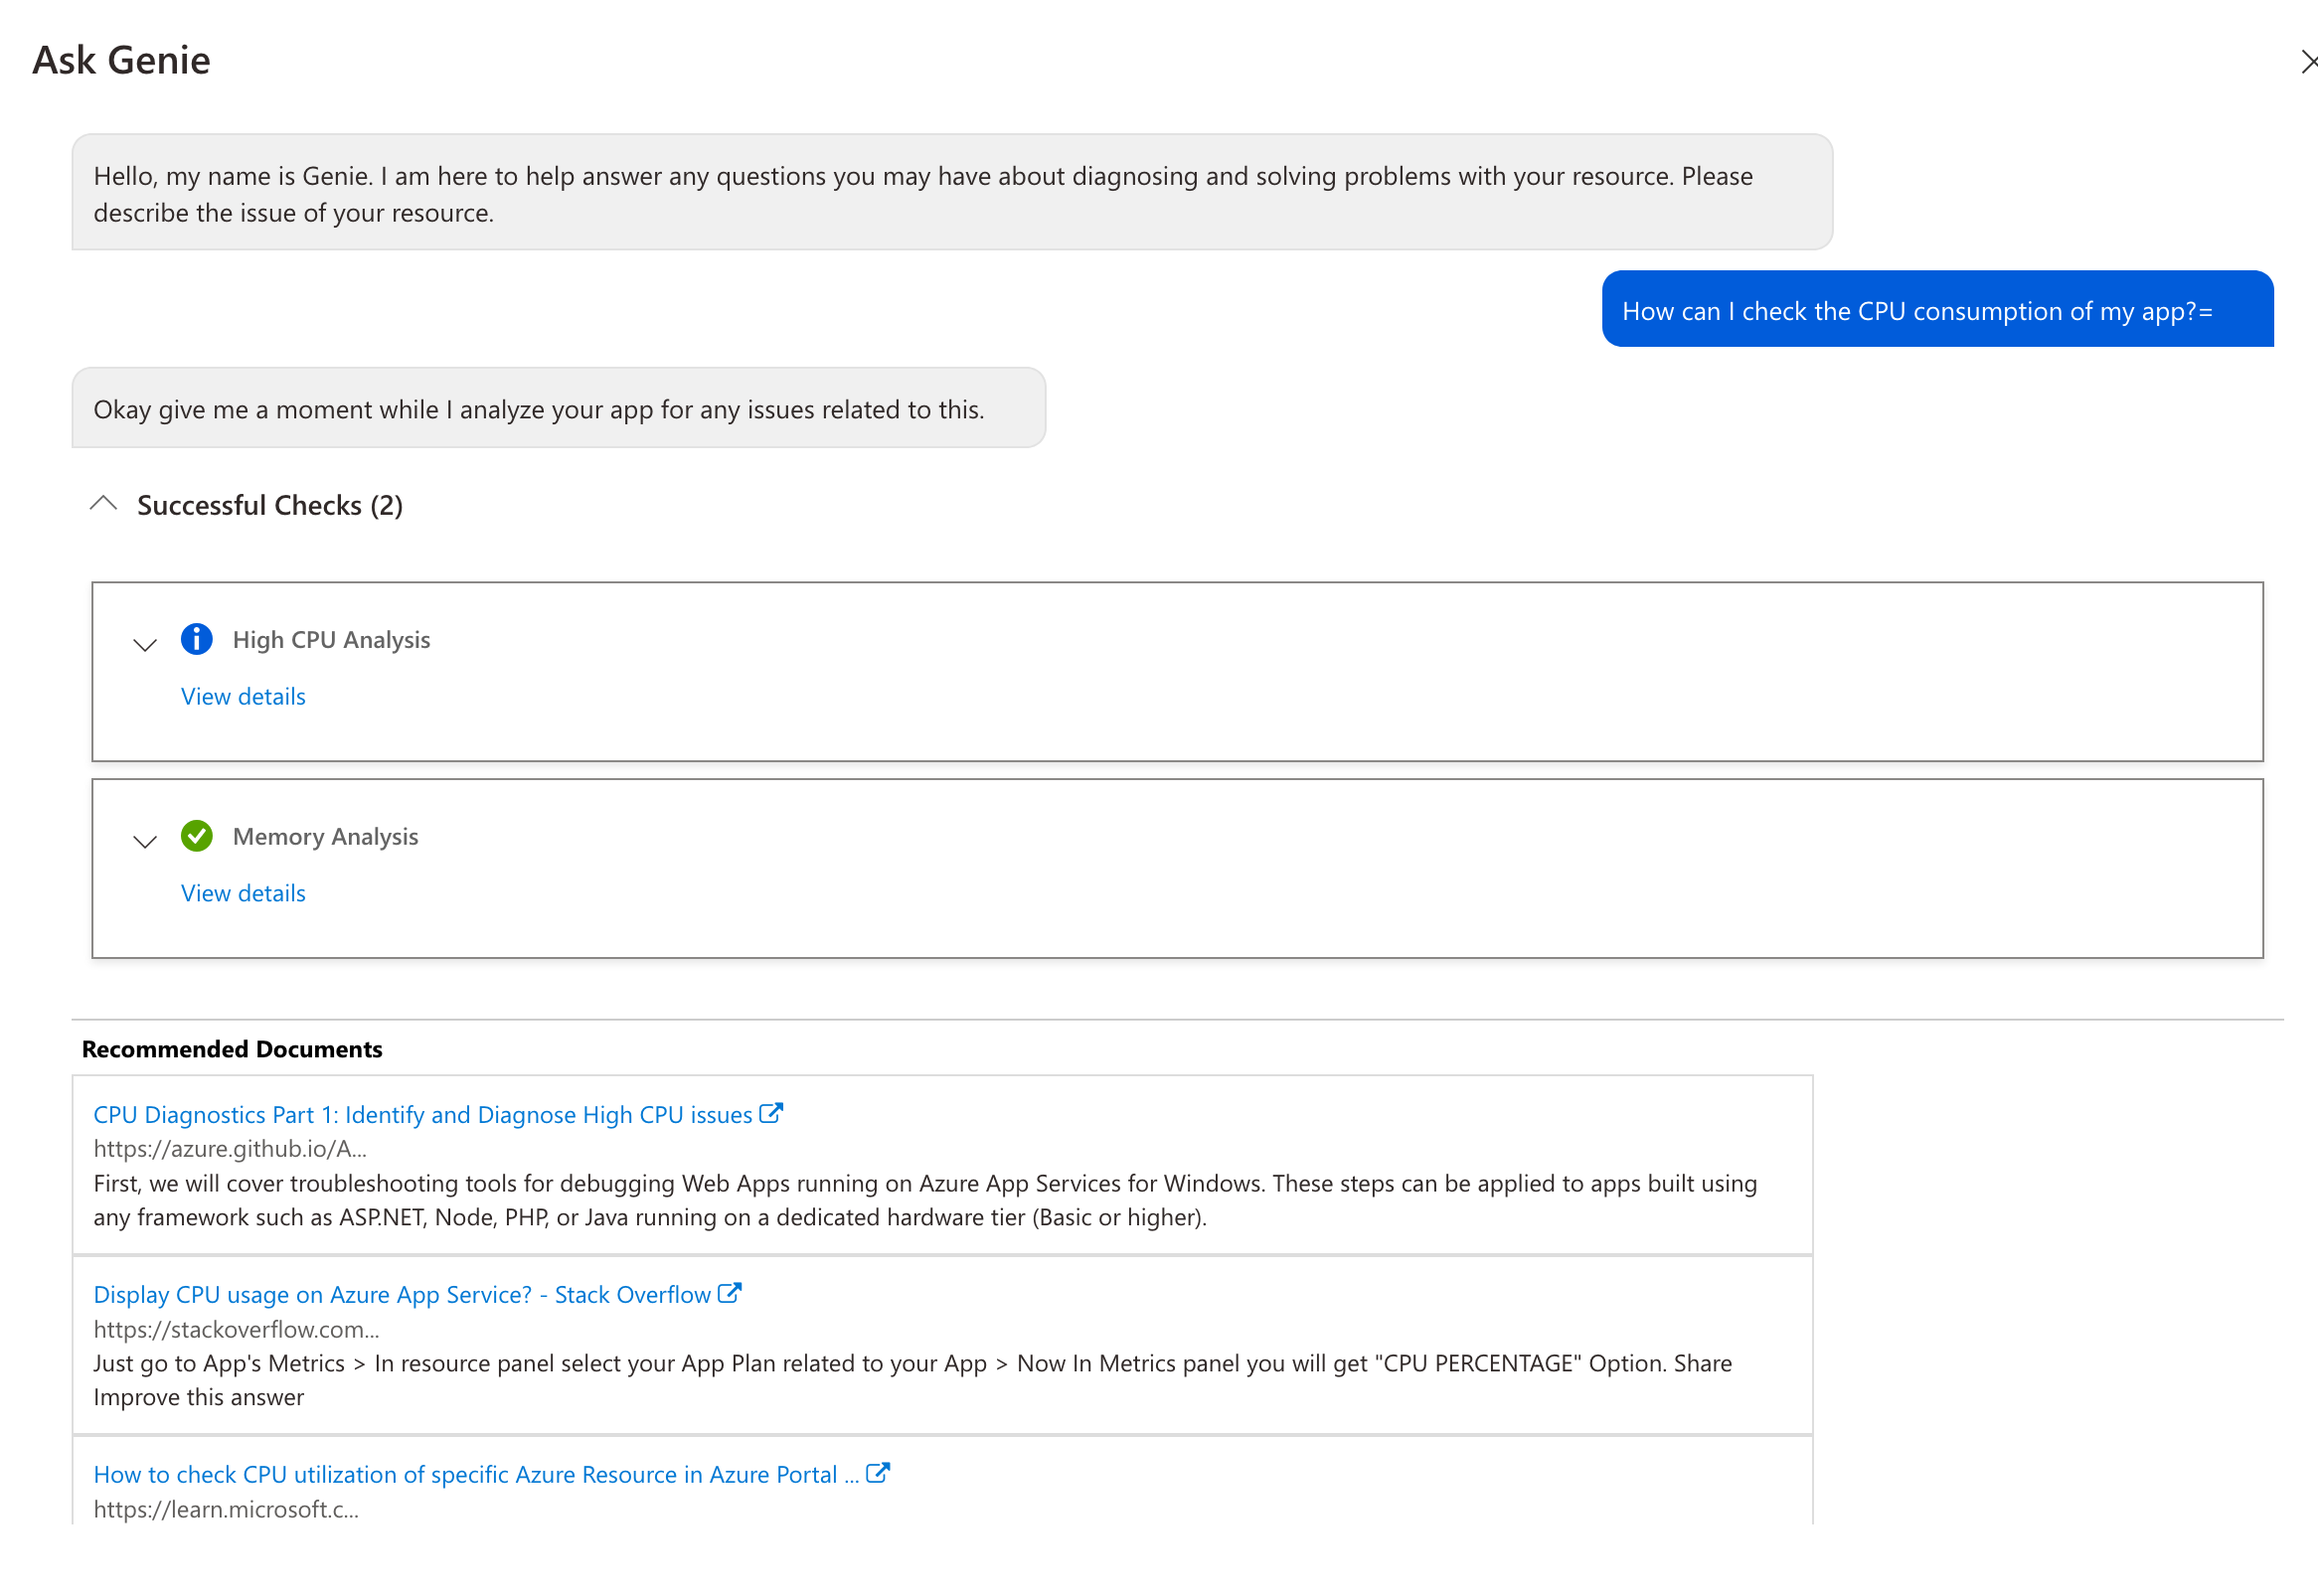 Ask Genie
Hello, my name is Genie. I am here to help answer any questions you may have about diagnosing and solving problems with your resource. Please
describe the issue of your resource.
How can I check the CPU consumption of my app?=
Okay give me a moment while I analyze your app for any issues related to this.
Successful Checks (2)
High CPU Analysis
View details
Memory Analysis
View details
Recommended Documents
CPU Diagnostics Part 1: Identify and Diagnose High CPU issues
https://azure.github.io/A...
First, we will cover troubleshooting tools for debugging Web Apps running on Azure App Services for Windows. These steps can be applied to apps built using
any framework such as ASP.NET, Node, PHP, or Java running on a dedicated hardware tier (Basic or higher).
Display CPU usage on Azure App Service? - Stack Overflow
https://stackoverflow.com...
Just go to App's Metrics > In resource panel select your App Plan related to your App > Now In Metrics panel you will get "CPU PERCENTAGE" Option. Share
Improve this answer
How to check CPU utilization of specific Azure Resource in Azure Portal ...
https://learn.microsoft.c...